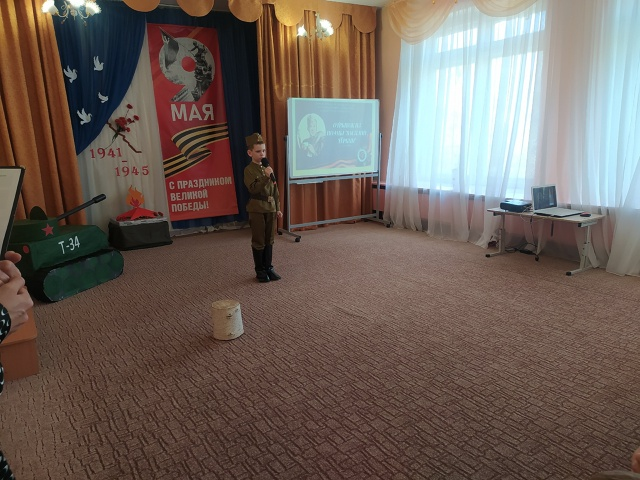 9
МАЯ
1941-
1945
С ПРАЗДНИКОМ
ВЕЛИКОЙ
ПОБЕДЫ!
Т-34